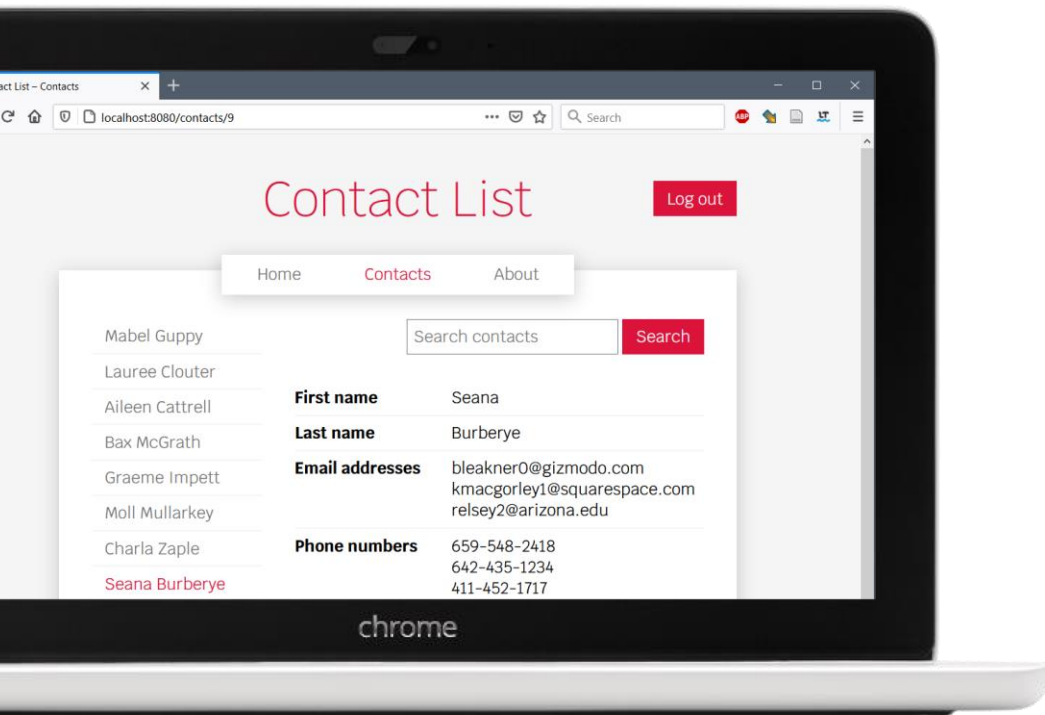 act List – Contacts
localhost:8080/contacts/9
Search
ABP
LT
Contact List
Log out
Home Contacts About
Search contacts Search
Mabel Guppy
Lauree Clouter
Aileen Cattrell
Bax McGrath
Graeme Impett
Moll Mullarkey
Charla Zaple
Seana Burberye
First name Seana
Last name Burberye
Email addresses bleakner0@gizmodo.com
kmacgorley1@squarespace.com
relsey2@arizona.edu
Phone numbers 659-548-2418
642-435-1234
411-452-1717
chrome